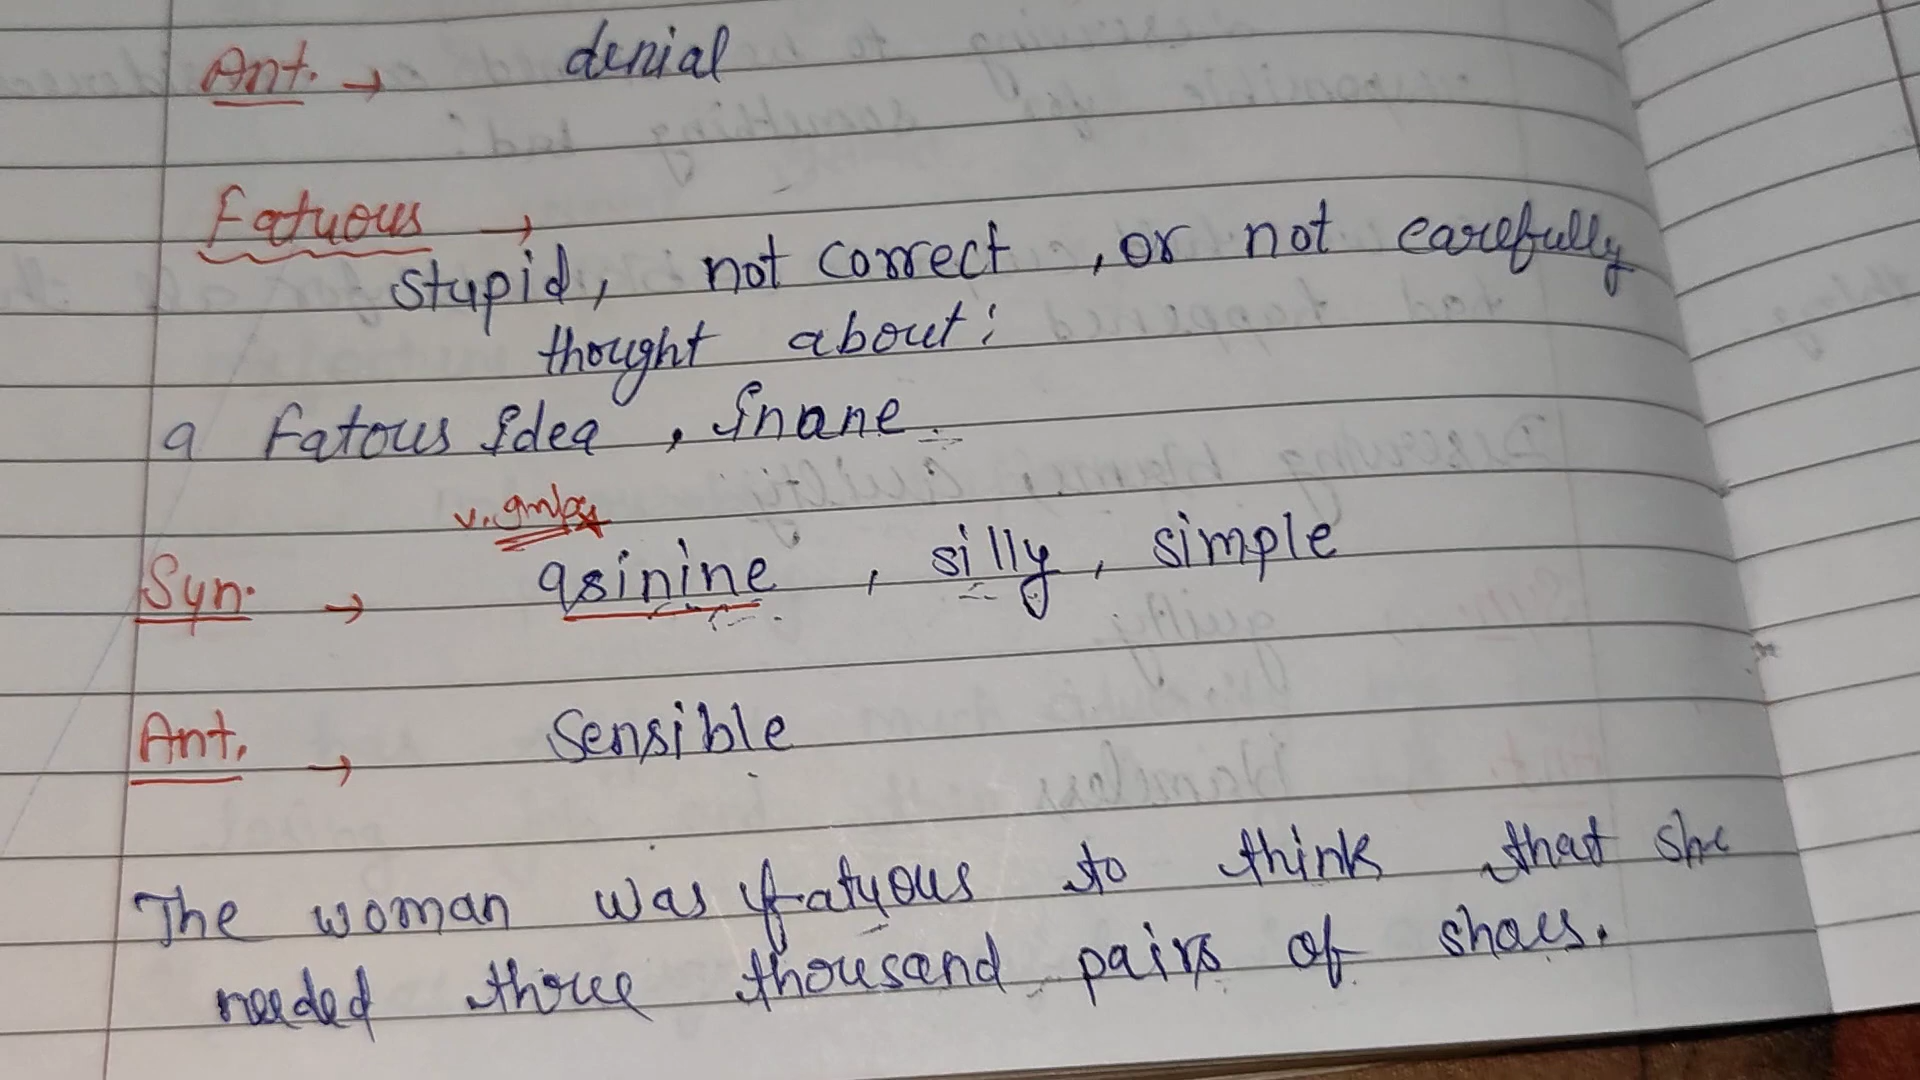 Ant. → denial
Fatuous →
stupid, not correct, or not carefully
thought about:
a Fatous Idea, Inane.
v. Imp
Syn. → asinine, silly, simple
Ant. → Sensible
The woman was fatuous to think that she
needed three thousand pairs of shoes.